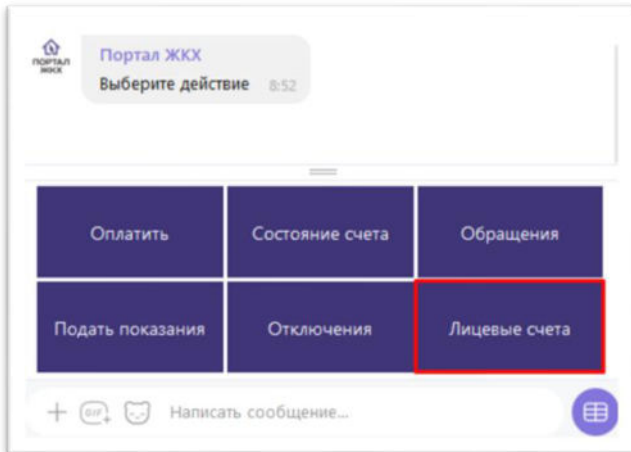 ПОРТАЛ
ЖКХ
Портал ЖКХ
Выберите действие 8:52
Оплатить Состояние счета Обращения
Подать показания Отключения Лицевые счета
GIF Написать сообщение...